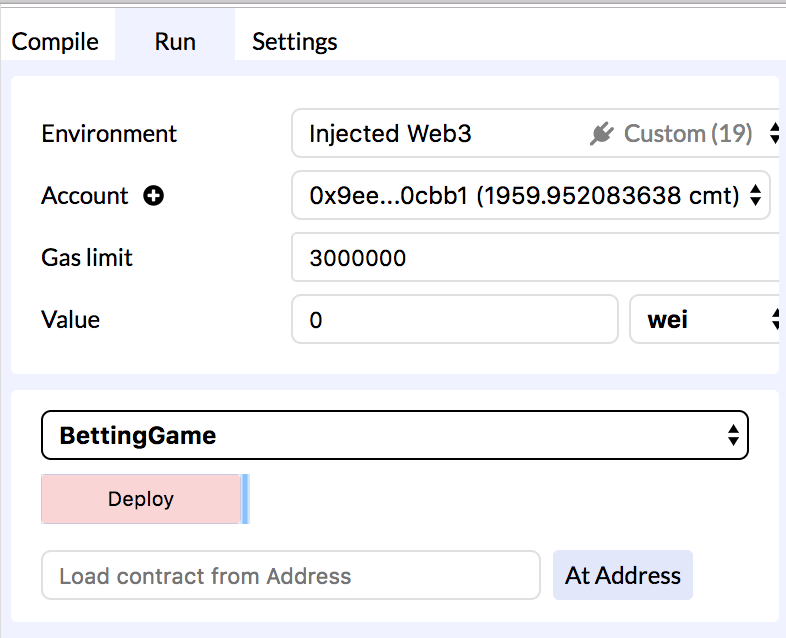 Compile Run Settings
Environment Injected Web3 Custom (19)
Account 0x9ee...0cbb1 (1959.952083638 cmt)
Gas limit 3000000
Value 0 wei
BettingGame
Deploy
Load contract from Address At Address